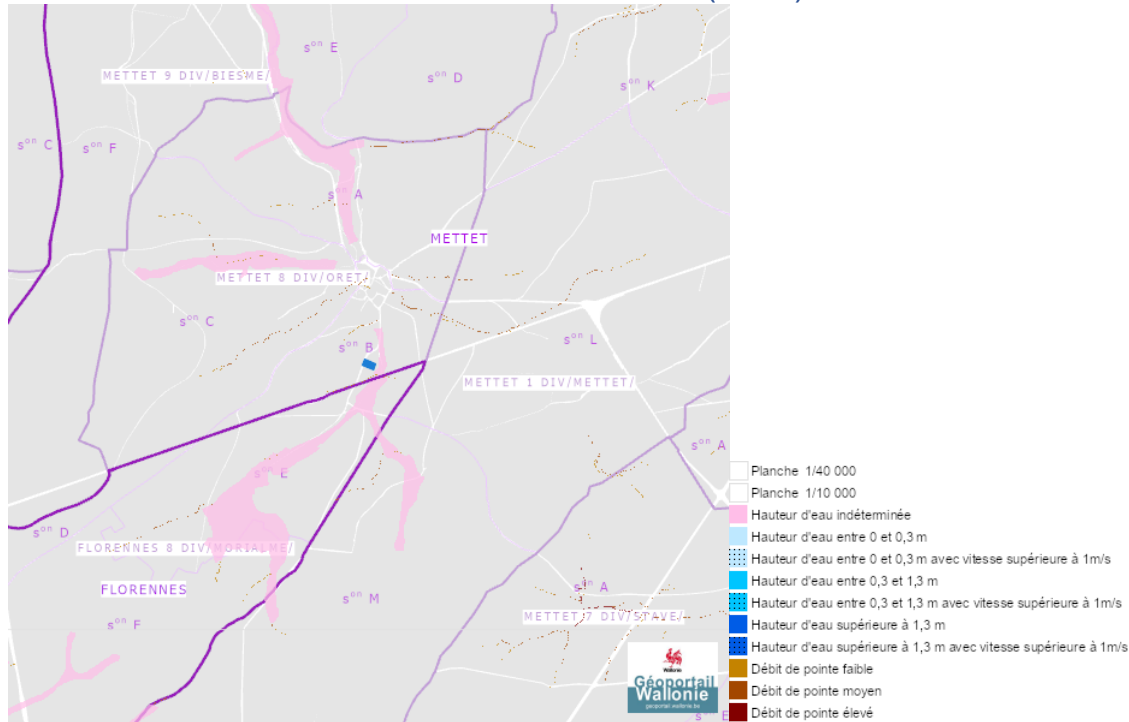 sᵒⁿ E
METTET 9 DIV/BIESME/
sᵒⁿ D
sᵒⁿ K
sᵒⁿ C
sᵒⁿ F
sᵒⁿ A
METTET
METTET 8 DIV/ORET/
sᵒⁿ C
sᵒⁿ B
sᵒⁿ L
METTET 1 DIV/METTET/
sᵒⁿ A
sᵒⁿ E
sᵒⁿ D
FLORENNES 8 DIV/MORIALME/
FLORENNES
sᵒⁿ M
sᵒⁿ A
METTET 7 DIV/STAVE/
sᵒⁿ F
sᵒⁿ E
Wallonie
Géoportail
Wallonie
geoportail.wallonie.be
Planche 1/40 000
Planche 1/10 000
Hauteur d'eau indéterminée
Hauteur d'eau entre 0 et 0,3 m
Hauteur d'eau entre 0 et 0,3 m avec vitesse supérieure à 1m/s
Hauteur d'eau entre 0,3 et 1,3 m
Hauteur d'eau entre 0,3 et 1,3 m avec vitesse supérieure à 1m/s
Hauteur d'eau supérieure à 1,3 m
Hauteur d'eau supérieure à 1,3 m avec vitesse supérieure à 1m/s
Débit de pointe faible
Débit de pointe moyen
Débit de pointe élevé